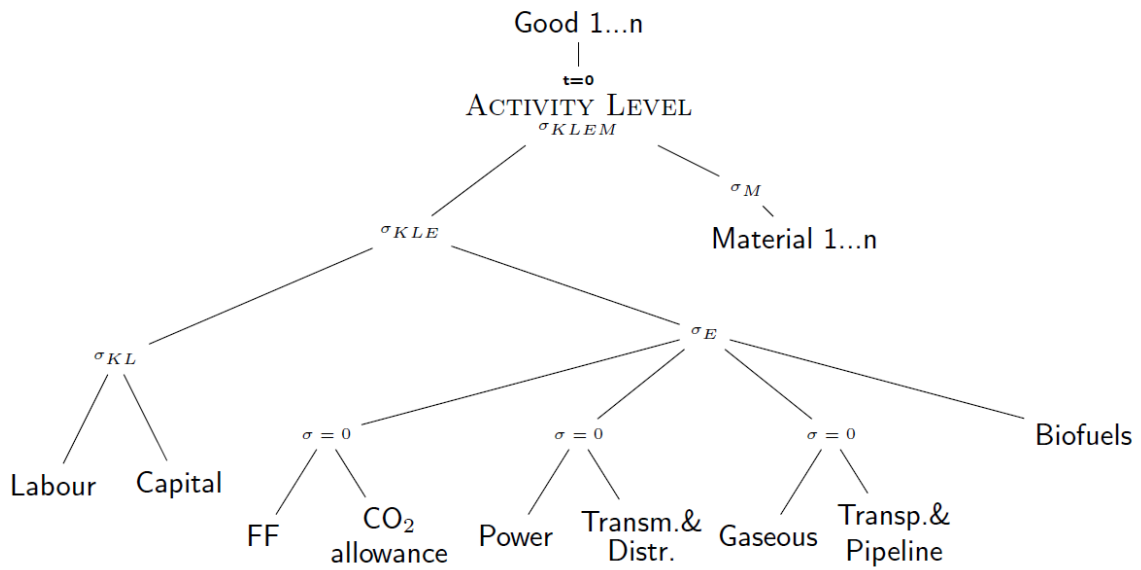 Good 1...n
t=0
ACTIVITY LEVEL
σKLEM
σM
σKLE
Material 1...n
σE
σKL
σ = 0
σ = 0
σ = 0
Biofuels
Labour
Capital
FF
CO₂
allowance
Power
Transm.&
Distr.
Gaseous
Transp.&
Pipeline